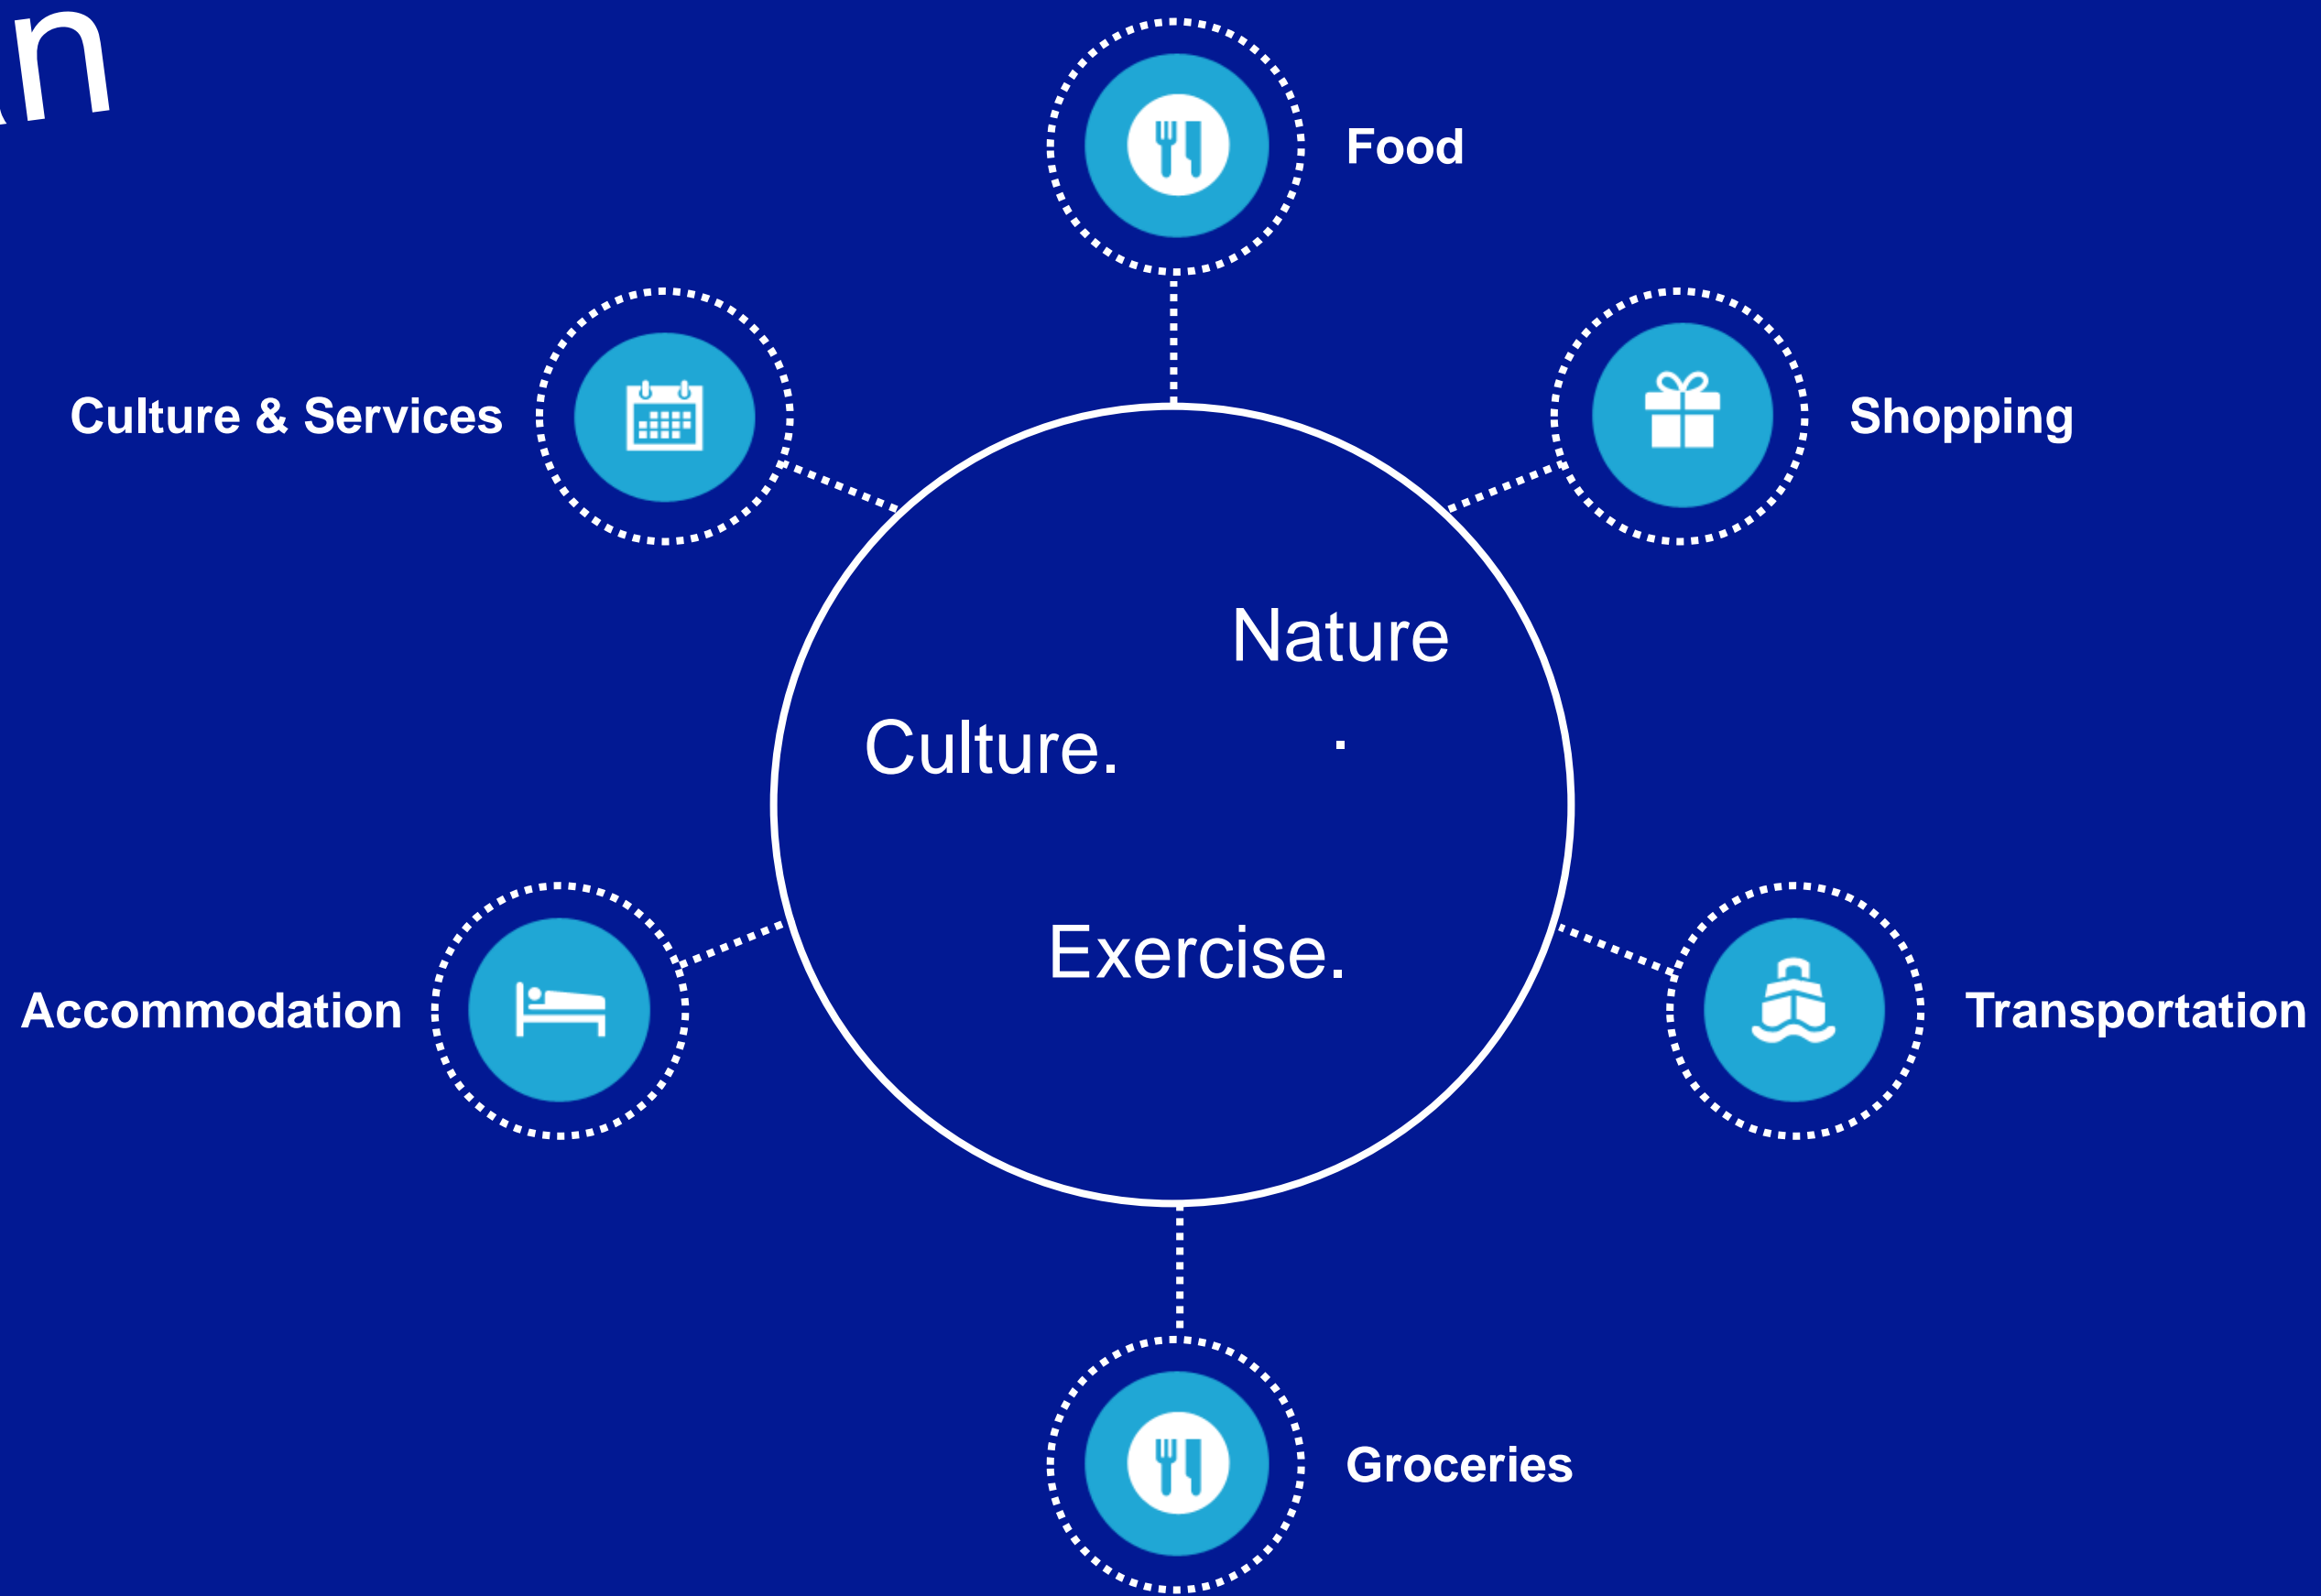 n
Food
Culture & Services
Shopping
Nature
.
Culture.
Exercise.
Accommodation
Transportation
Groceries